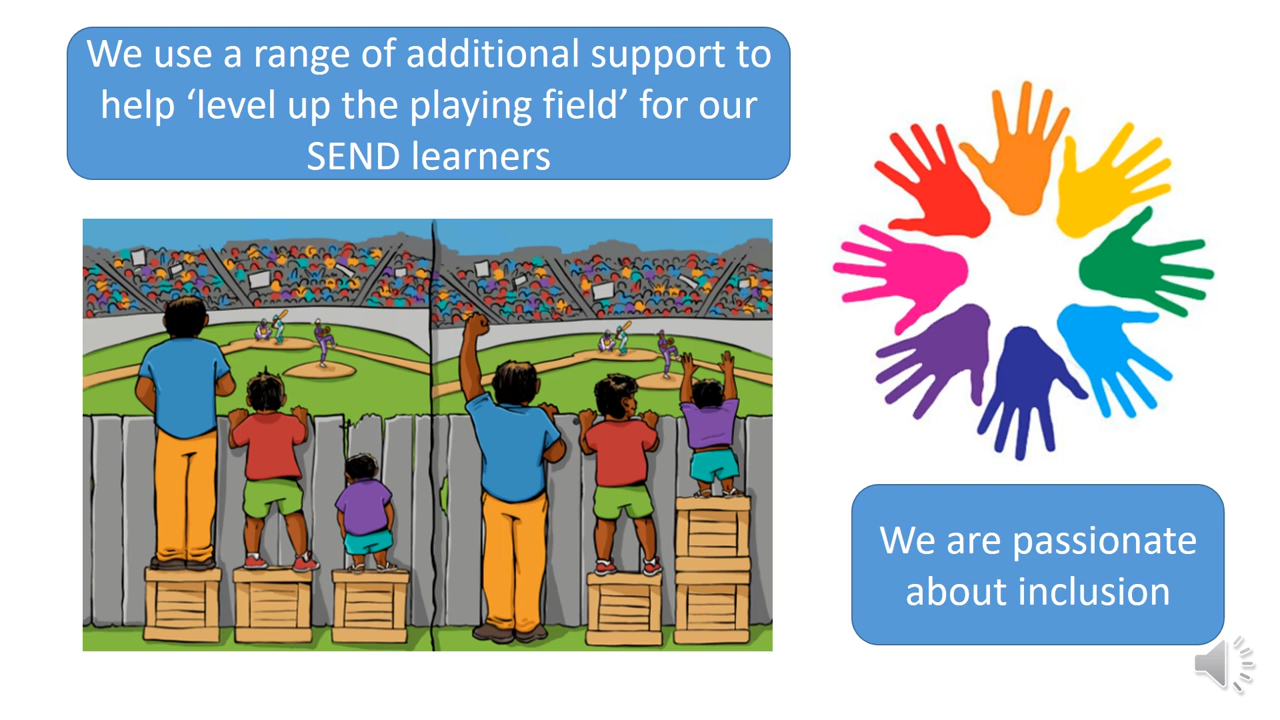 We use a range of additional support to
help ‘level up the playing field’ for our
SEND learners
We are passionate
about inclusion